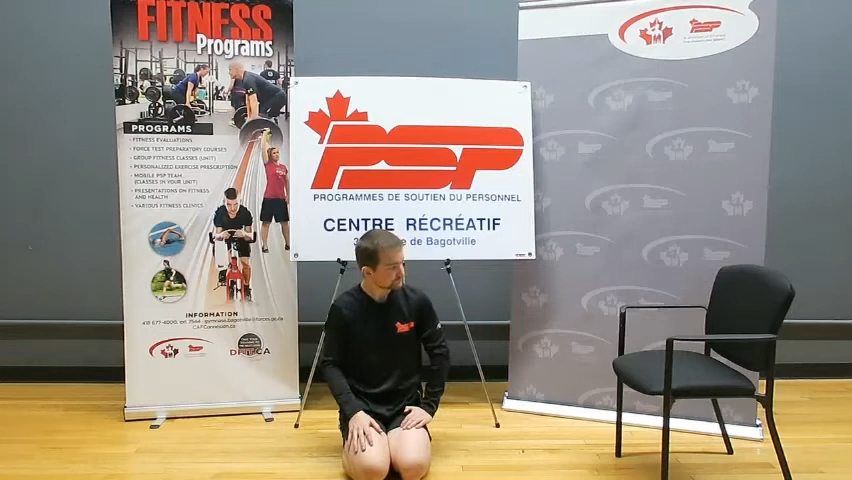 FITNESS
Programs
PROGRAMS
• FITNESS EVALUATIONS
• FORCE TEST PREPARATORY COURSES
• GROUP FITNESS CLASSES (UNIT)
• PERSONALIZED EXERCISE PRESCRIPTION
• MOBILE PSP TEAM
(CLASSES IN YOUR UNIT)
• PRESENTATIONS ON FITNESS
AND HEALTH
• VARIOUS FITNESS CLINICS
INFORMATION
PSP
PROGRAMMES DE SOUTIEN DU PERSONNEL
CENTRE RÉCRÉATIF
de Bagotville
PSP